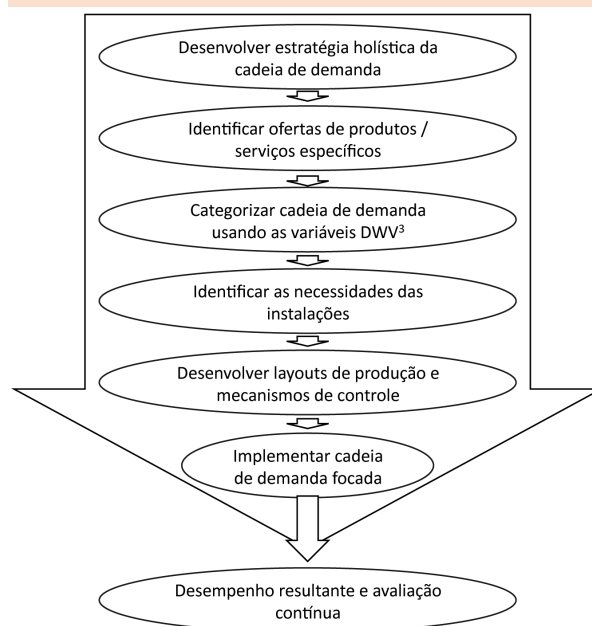 Desenvolver estratégia holística da
cadeia de demanda
Identificar ofertas de produtos /
serviços específicos
Categorizar cadeia de demanda
usando as variáveis DWV³
Identificar as necessidades das
instalações
Desenvolver layouts de produção e
mecanismos de controle
Implementar cadeia
de demanda focada
Desempenho resultante e avaliação
contínua